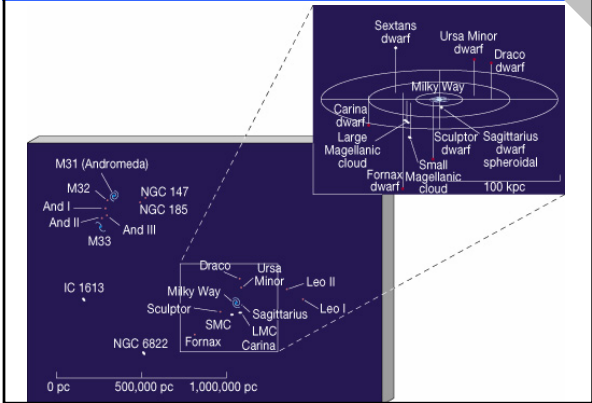 Sextans
dwarf
Ursa Minor
dwarf
Draco
dwarf
Milky Way
Carina
dwarf
Large
Magellanic
cloud
Fornax
dwarf
Small
Magellanic
cloud
Sculptor
dwarf
Sagittarius
dwarf
spheroidal
100 kpc
M31 (Andromeda)
M32
NGC 147
NGC 185
And I
And II
And III
M33
IC 1613
NGC 6822
Draco
Ursa
Minor
Leo II
Milky Way
Leo I
Sculptor
Sagittarius
SMC
LMC
Carina
Fornax
0 pc
500,000 pc
1,000,000 pc